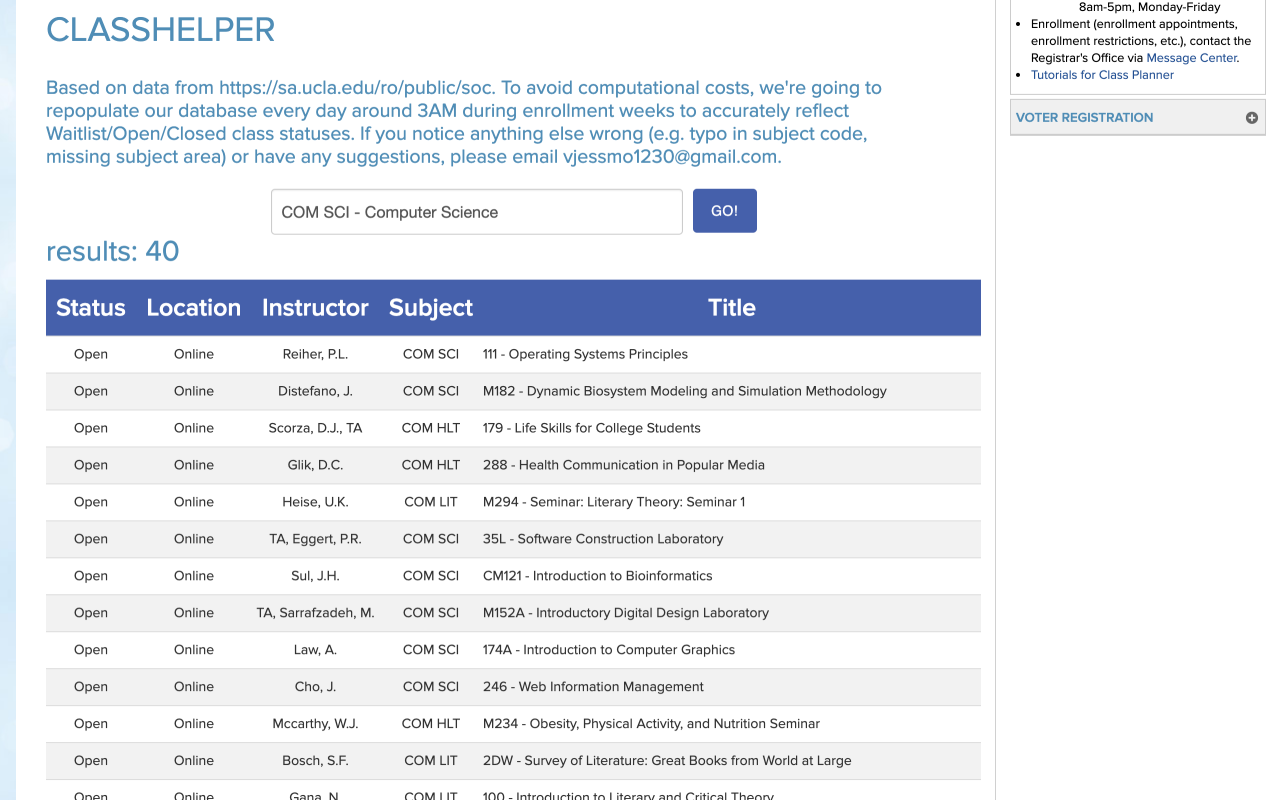 CLASSHELPER
Based on data from https://sa.ucla.edu/ro/public/soc. To avoid computational costs, we're going to
repopulate our database every day around 3AM during enrollment weeks to accurately reflect
Waitlist/Open/Closed class statuses. If you notice anything else wrong (e.g. typo in subject code,
missing subject area) or have any suggestions, please email vjessmo1230@gmail.com.
COM SCI - Computer Science GO!
results: 40
Status Location Instructor Subject Title
Open Online Reiher, P.L. COM SCI 111 - Operating Systems Principles
Open Online Distefano, J. COM SCI M182 - Dynamic Biosystem Modeling and Simulation Methodology
Open Online Scorza, D.J., TA COM HLT 179 - Life Skills for College Students
Open Online Glik, D.C. COM HLT 288 - Health Communication in Popular Media
Open Online Heise, U.K. COM LIT M294 - Seminar: Literary Theory: Seminar 1
Open Online TA, Eggert, P.R. COM SCI 35L - Software Construction Laboratory
Open Online Sul, J.H. COM SCI CM121 - Introduction to Bioinformatics
Open Online TA, Sarrafzadeh, M. COM SCI M152A - Introductory Digital Design Laboratory
Open Online Law, A. COM SCI 174A - Introduction to Computer Graphics
Open Online Cho, J. COM SCI 246 - Web Information Management
Open Online Mccarthy, W.J. COM HLT M234 - Obesity, Physical Activity, and Nutrition Seminar
Open Online Bosch, S.F. COM LIT 2DW - Survey of Literature: Great Books from World at Large
Open Online Gana, N. COM LIT 100 - Introduction to Literary and Critical Theory
8am-5pm, Monday-Friday
Enrollment (enrollment appointments,
enrollment restrictions, etc.), contact the
Registrar's Office via Message Center.
Tutorials for Class Planner
VOTER REGISTRATION